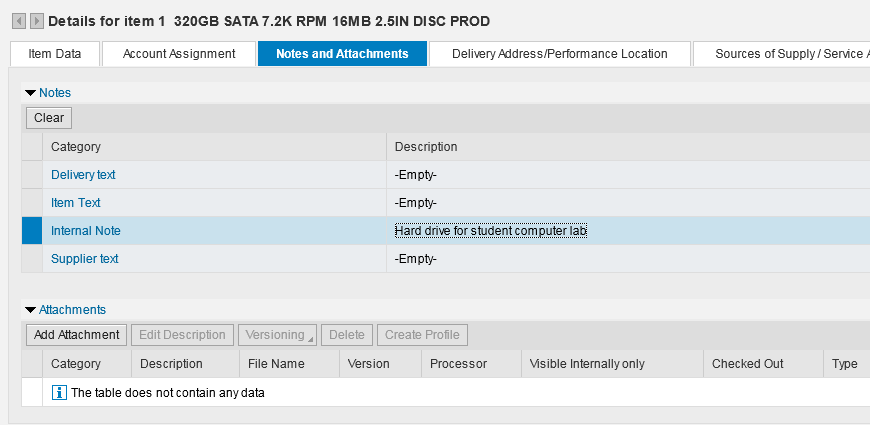 Details for item 1 320GB SATA 7.2K RPM 16MB 2.5IN DISC PROD
Item Data Account Assignment Notes and Attachments Delivery Address/Performance Location Sources of Supply / Service A
Notes
Clear
Category Description
Delivery text -Empty-
Item Text -Empty-
Internal Note Hard drive for student computer lab
Supplier text -Empty-
Attachments
Add Attachment Edit Description Versioning Delete Create Profile
Category Description File Name Version Processor Visible Internally only Checked Out Type
The table does not contain any data